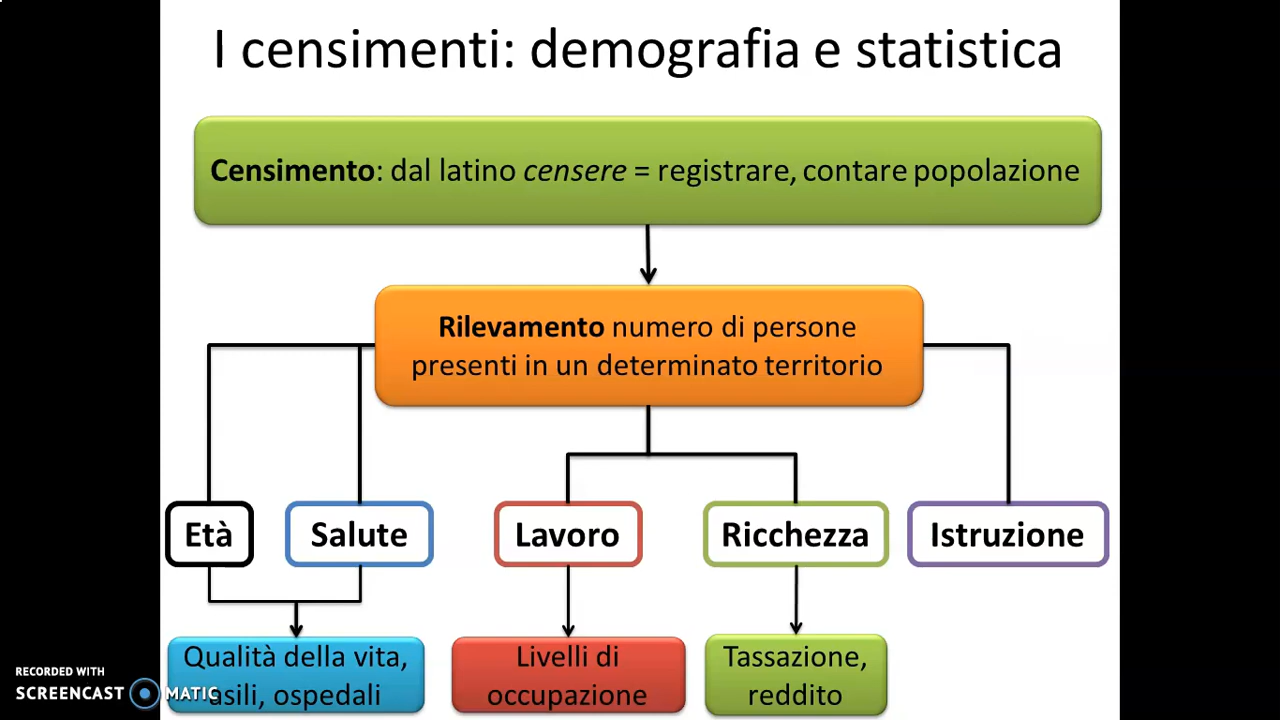 I censimenti: demografia e statistica
Censimento: dal latino censere = registrare, contare popolazione
Rilevamento numero di persone
presenti in un determinato territorio
Età
Salute
Lavoro
Ricchezza
Istruzione
Qualità della vita,
asili, ospedali
Livelli di
occupazione
Tassazione,
reddito
RECORDED WITH
SCREENCAST MATIC